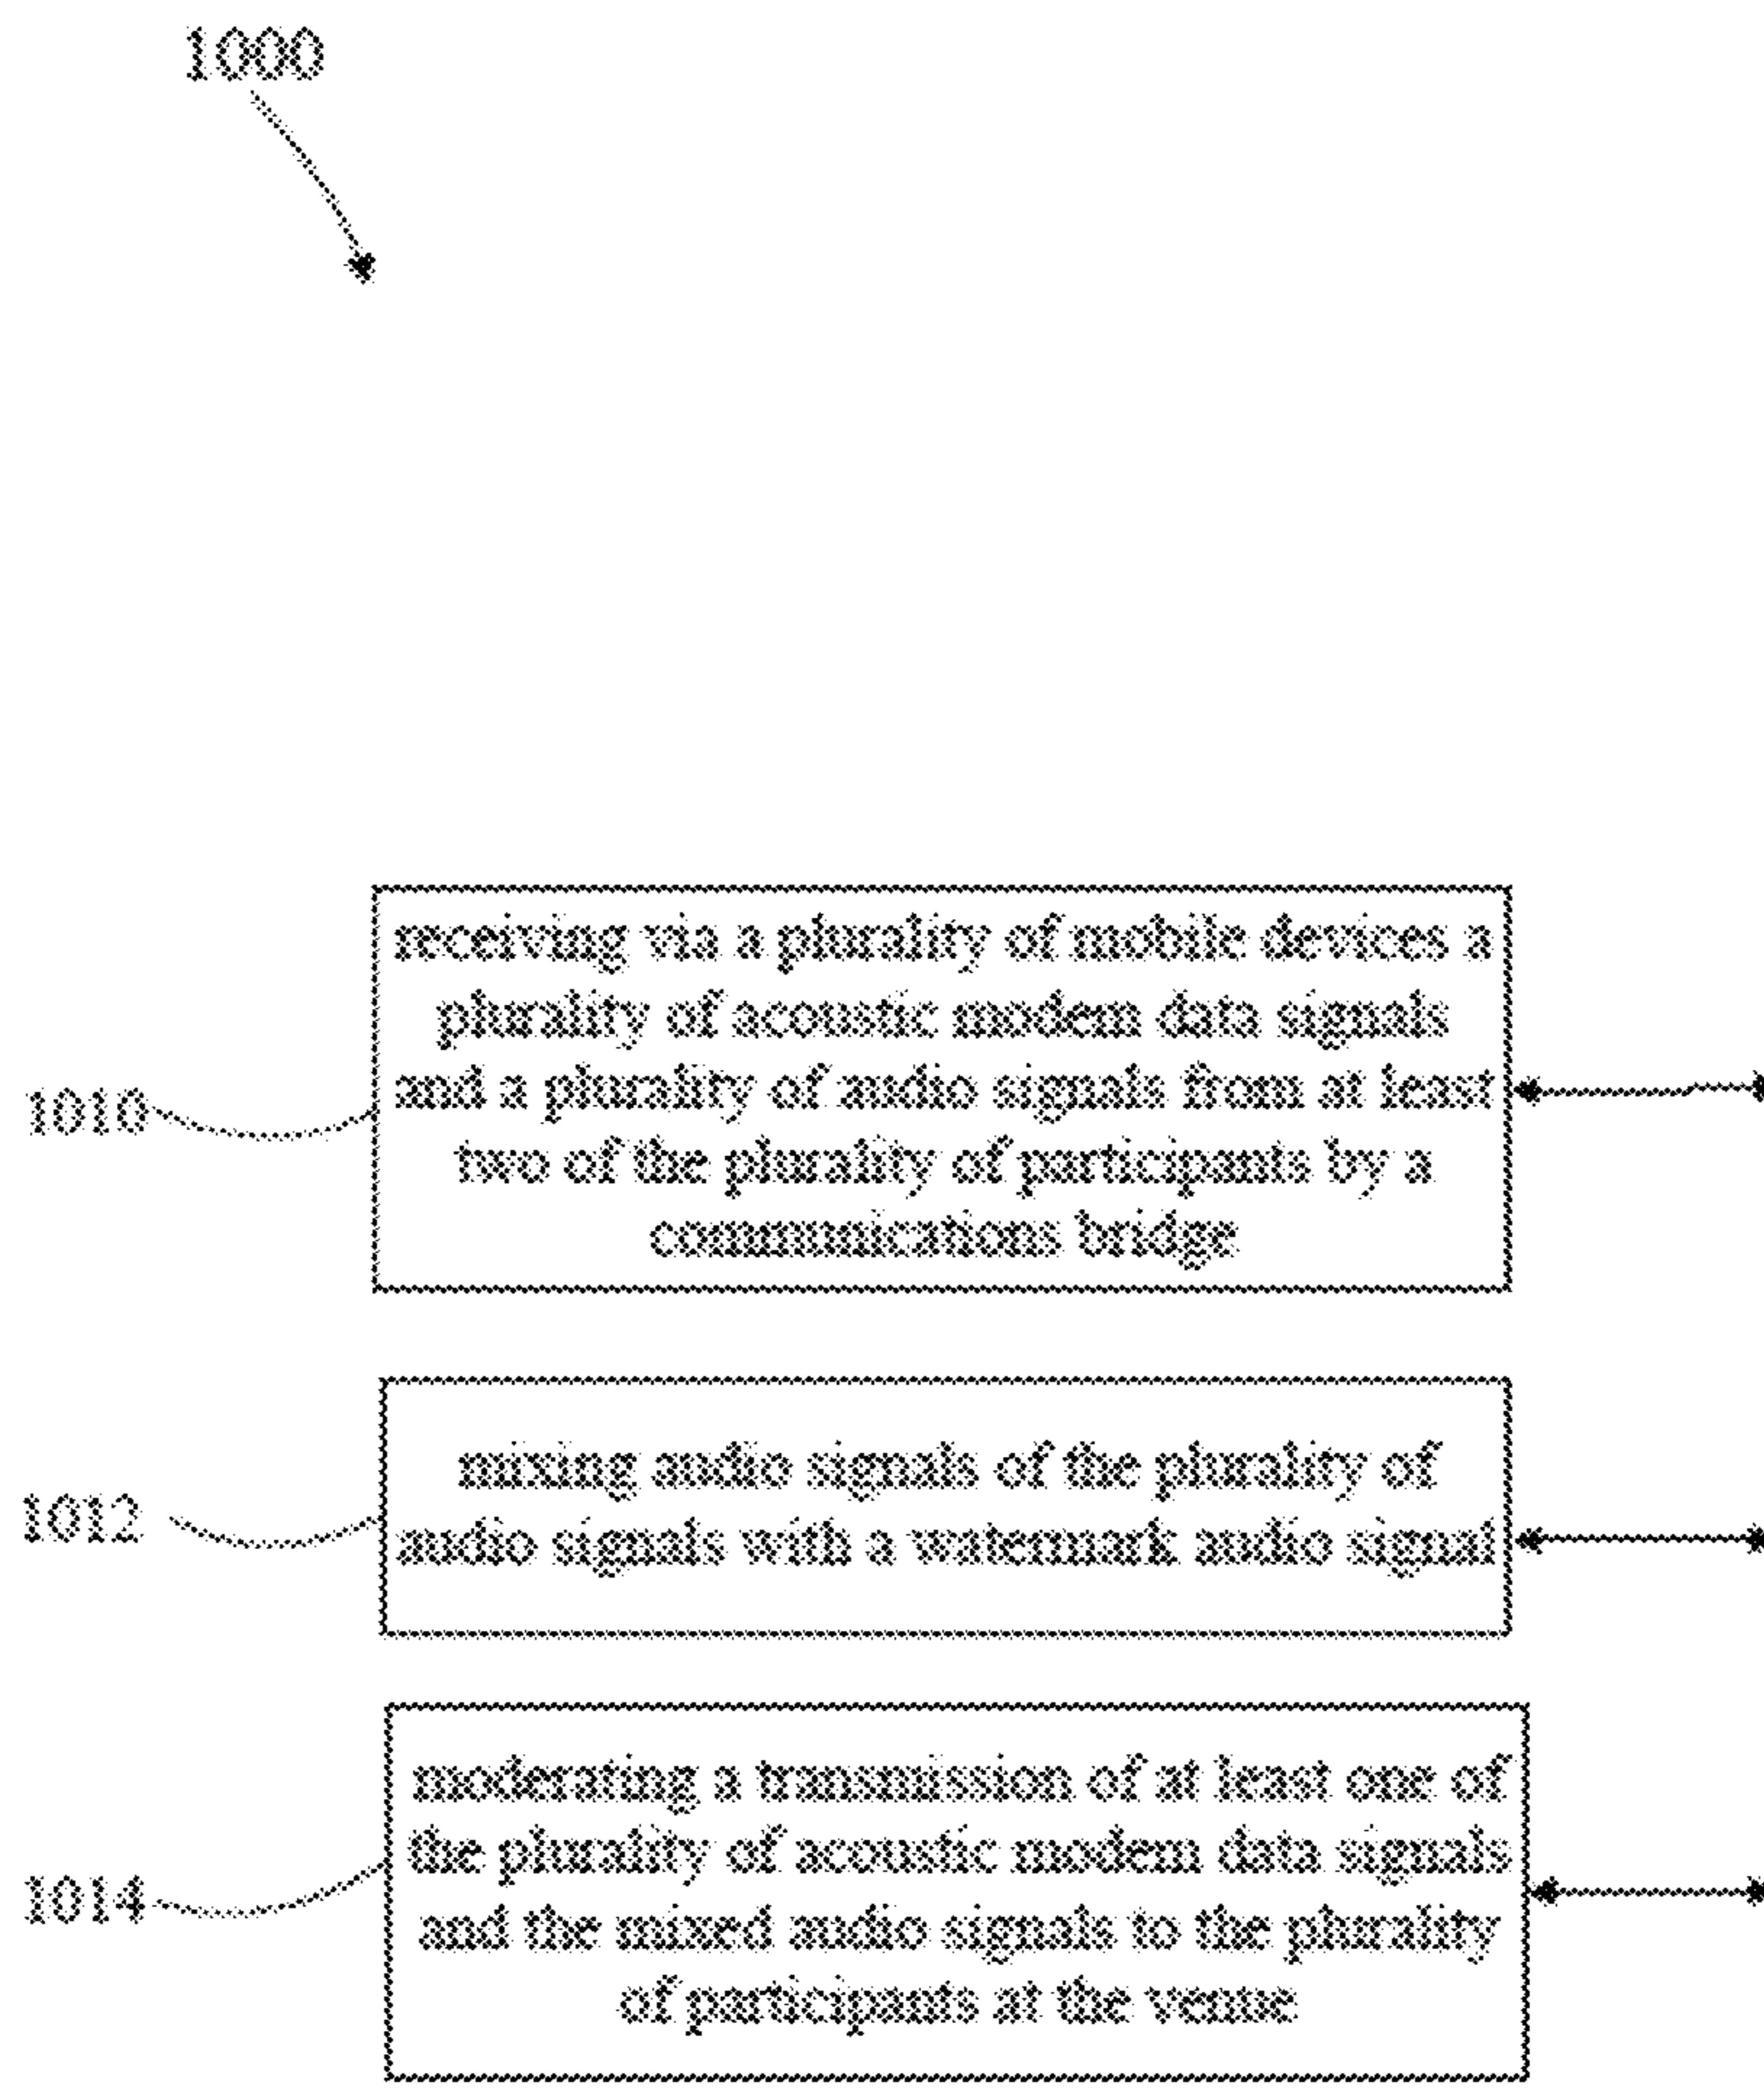 1000
receiving via a plurality of mobile devices a
plurality of acoustic modem data signals
and a plurality of audio signals from at least
two of the plurality of participants by a
communications bridge
1010
mixing audio signals of the plurality of
audio signals with a watermark audio signal
1012
moderating a transmission of at least one of
the plurality of acoustic modem data signals
and the mixed audio signals to the plurality
of participants at the venue
1014